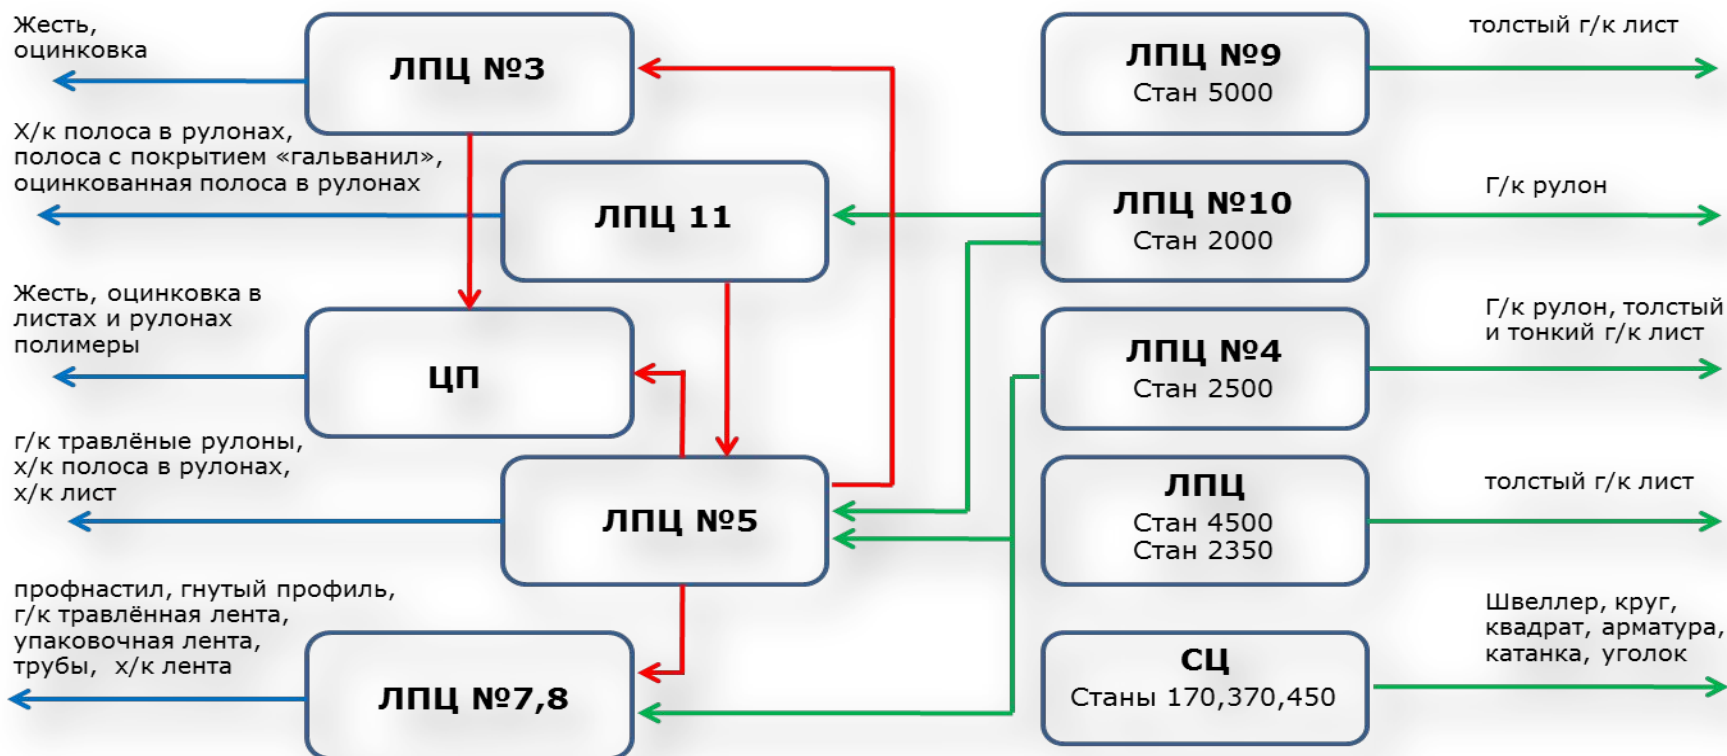 Жесть,
оцинковка
ЛПЦ №3
ЛПЦ №9
Стан 5000
толстый г/к лист
Х/к полоса в рулонах,
полоса с покрытием «гальванил»,
оцинкованная полоса в рулонах
ЛПЦ 11
ЛПЦ №10
Стан 2000
Г/к рулон
Жесть, оцинковка в
листах и рулонах
полимеры
ЦП
ЛПЦ №4
Стан 2500
Г/к рулон, толстый
и тонкий г/к лист
г/к травлёные рулоны,
х/к полоса в рулонах,
х/к лист
ЛПЦ №5
ЛПЦ
Стан 4500
Стан 2350
толстый г/к лист
профнастил, гнутый профиль,
г/к травлённая лента,
упаковочная лента,
трубы, х/к лента
ЛПЦ №7,8
СЦ
Станы 170,370,450
Швеллер, круг,
квадрат, арматура,
катанка, уголок